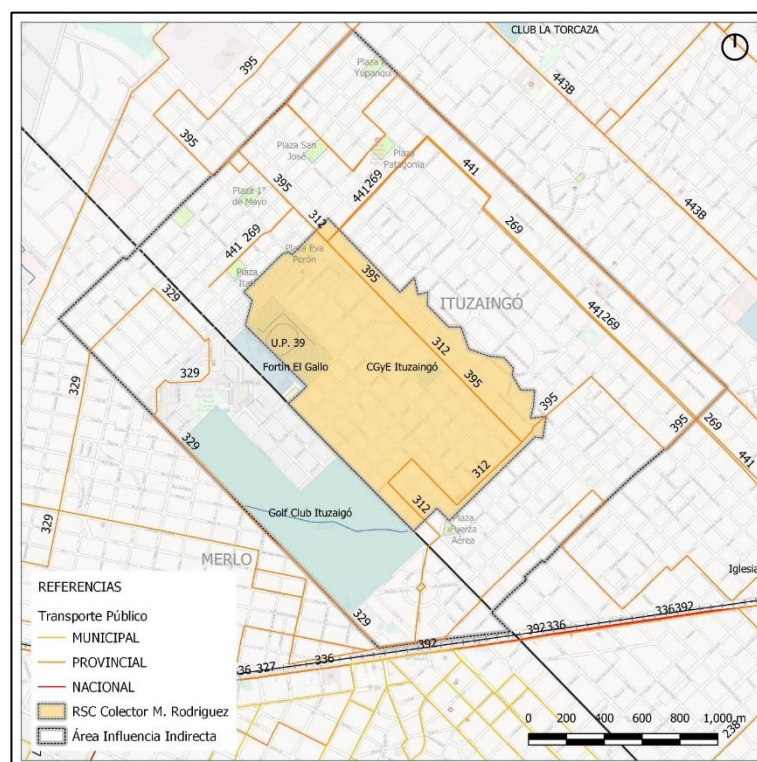 CLUB LA TORCAZA
Plaza
Yupanqui
395
443B
395
Plaza San
José
Plaza
Patagonia
441
395
441269
Plaza 1°
de Mayo
269
443B
312
441 269
Plaza Eva
Perón
Plaza
395
329
ITUZAINGÓ
441269
U.P. 39
312
Fortín El Gallo
CGyE Ituzaingó
329
395
329
395
395
269
329
441
312
329
312
Golf Club Ituzaigó
Plaza
Fuerza
Aérea
MERLO
Iglesia
REFERENCIAS
329
336392
392336
Transporte Público
392
MUNICIPAL
336
PROVINCIAL
36
327
NACIONAL
RSC Colector M. Rodriguez
Área Influencia Indirecta
0 200 400 600 800 1,000 m
238